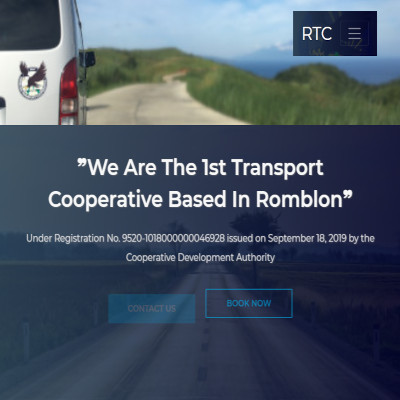 RTC
"We Are The 1st Transport
Cooperative Based In Romblon"
Under Registration No. 9520-1018000000046928 issued on September 18, 2019 by the
Cooperative Development Authority
CONTACT US
BOOK NOW